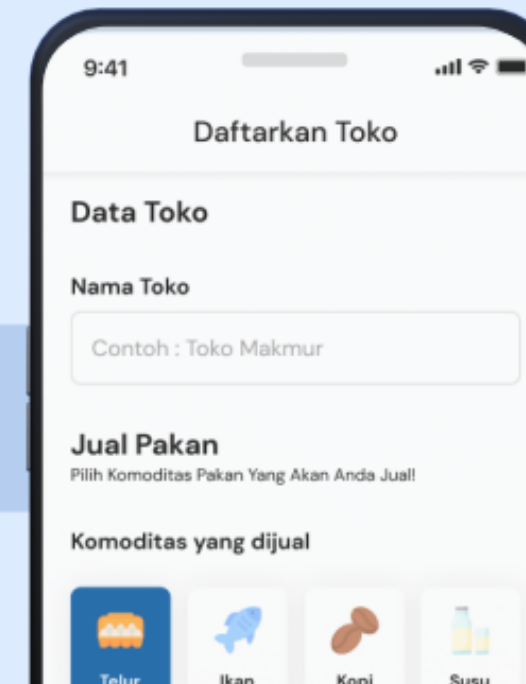 9:41
Daftarkan Toko
Data Toko
Nama Toko
Contoh : Toko Makmur
Jual Pakan
Pilih Komoditas Pakan Yang Akan Anda Jual!
Komoditas yang dijual
Telur Ikan Kopi Susu